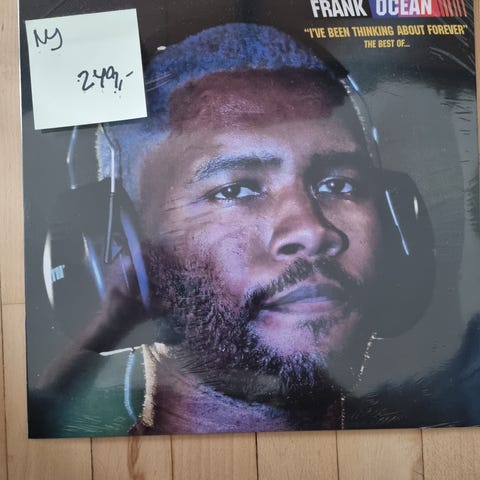 Ny
249,-
FRANK OCEAN
"I'VE BEEN THINKING ABOUT FOREVER"
THE BEST OF...